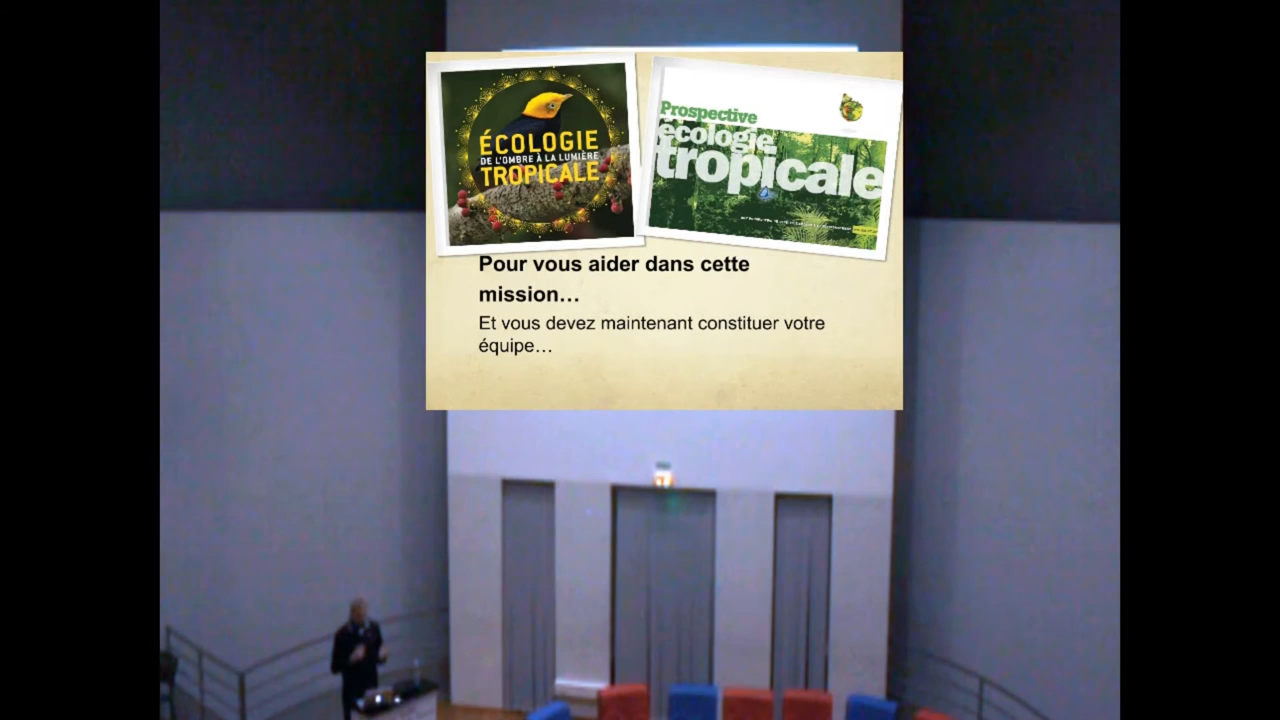 ÉCOLOGIE
DE L'OMBRE À LA LUMIÈRE
TROPICALE
Prospective
écologie
tropicale
Pour vous aider dans cette
mission…
Et vous devez maintenant constituer votre
équipe…